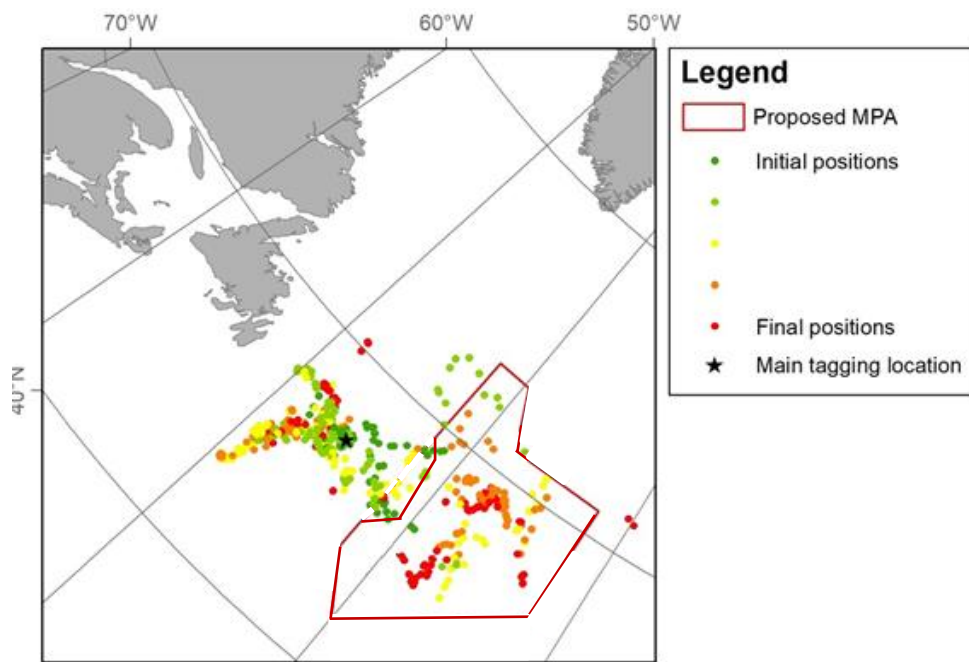 70°W 60°W 50°W
40°N
Legend
Proposed MPA
Initial positions
Final positions
Main tagging location